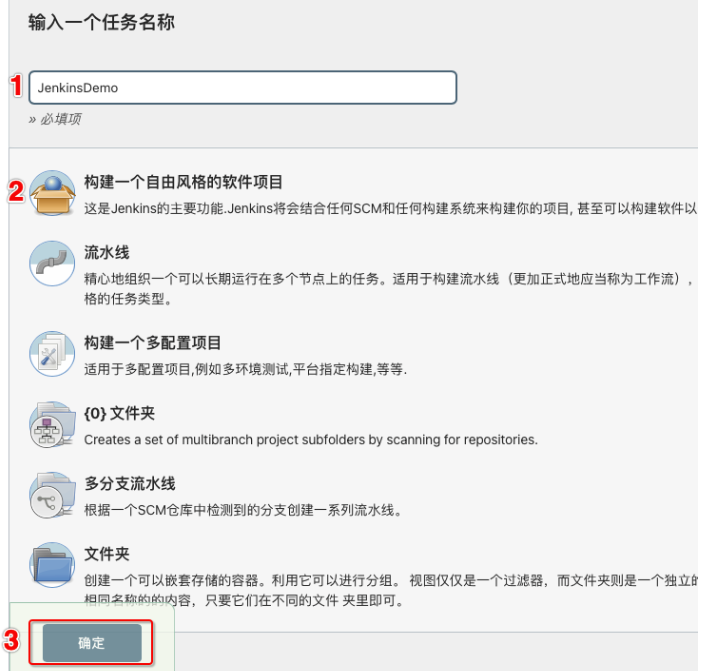 输入一个任务名称
1
JenkinsDemo
» 必填项
2
构建一个自由风格的软件项目
这是Jenkins的主要功能.Jenkins将会结合任何SCM和任何构建系统来构建你的项目, 甚至可以构建软件以
流水线
精心地组织一个可以长期运行在多个节点上的任务。适用于构建流水线（更加正式地应当称为工作流），
格的任务类型。
构建一个多配置项目
适用于多配置项目,例如多环境测试,平台指定构建,等等.
{0} 文件夹
Creates a set of multibranch project subfolders by scanning for repositories.
多分支流水线
根据一个SCM仓库中检测到的分支创建一系列流水线。
文件夹
创建一个可以嵌套存储的容器。利用它可以进行分组。 视图仅仅是一个过滤器，而文件夹则是一个独立的
相同名称的的内容，只要它们在不同的文件 夹里即可。
3
确定